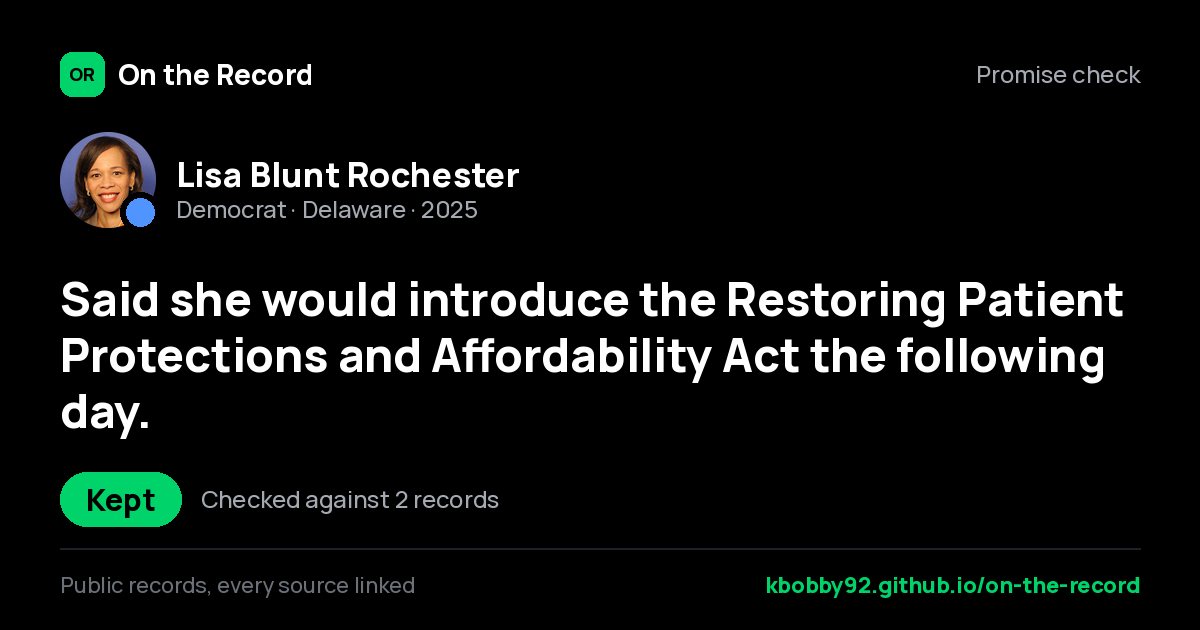 OR On the Record
Promise check
Lisa Blunt Rochester
Democrat · Delaware · 2025
Said she would introduce the Restoring Patient
Protections and Affordability Act the following
day.
Kept Checked against 2 records
Public records, every source linked
kbobby92.github.io/on-the-record